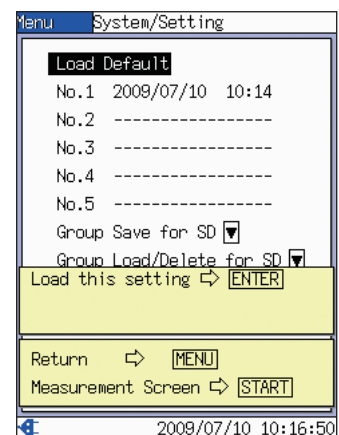 Menu System/Setting
Load Default
No.1 2009/07/10 10:14
No.2 -----------------
No.3 -----------------
No.4 -----------------
No.5 -----------------
Group Save for SD ▼
Group Load/Delete for SD ▼
Load this setting ⇨ ENTER
Return ⇨ MENU
Measurement Screen ⇨ START
2009/07/10 10:16:50